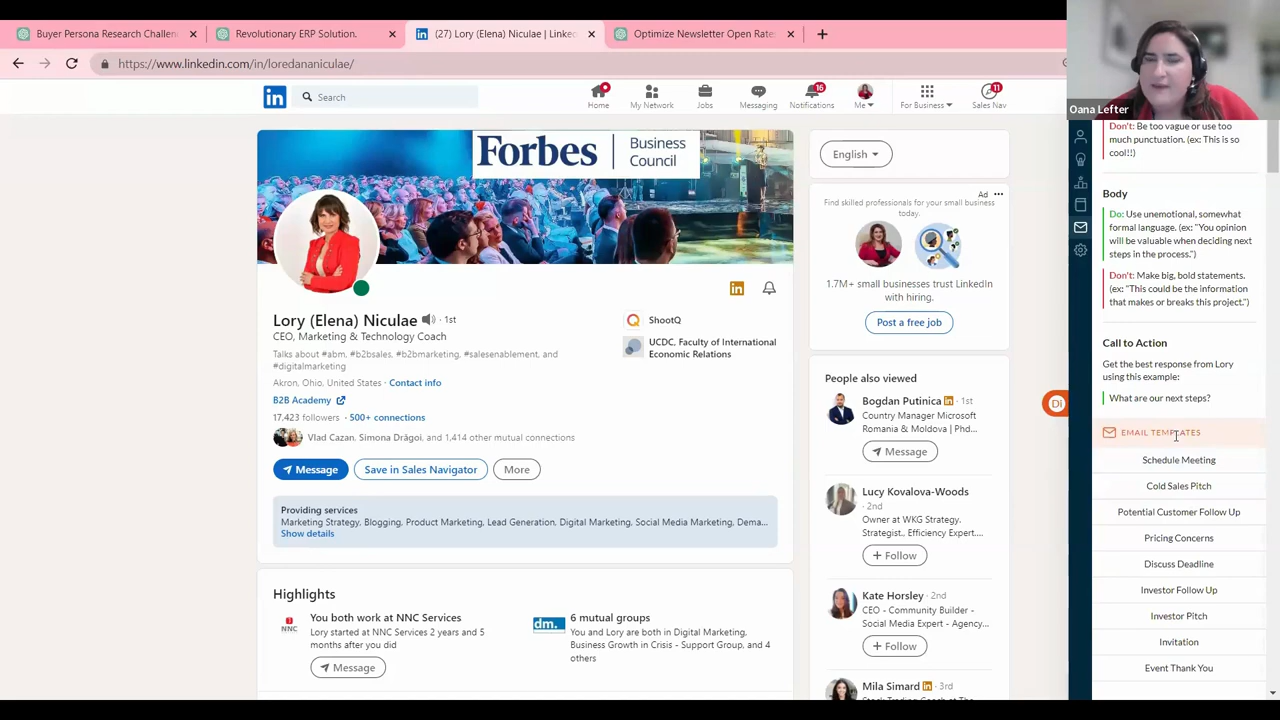 Buyer Persona Research Challen
Revolutionary ERP Solution.
(27) Lory (Elena) Niculae | Linked
Optimize Newsletter Open Rate
https://www.linkedin.com/in/loredananiculae/
Oana Lefter
in
Search
Home
My Network
Jobs
Messaging
16
Notifications
Me
For Business
11
Sales Nav
Forbes
Business
Council
Lory (Elena) Niculae
1st
CEO, Marketing & Technology Coach
Talks about #abm, #b2bsales, #b2bmarketing, #salesenablement, and
#digitalmarketing
Akron, Ohio, United States · Contact info
B2B Academy
17,423 followers · 500+ connections
Vlad Cazan, Simona Drăgoi, and 1,414 other mutual connections
in
ShootQ
UCDC, Faculty of International
Economic Relations
Message
Save in Sales Navigator
More
Providing services
Marketing Strategy, Blogging, Product Marketing, Lead Generation, Digital Marketing, Social Media Marketing, Dema...
Show details
Highlights
NNC
You both work at NNC Services
Lory started at NNC Services 2 years and 5
months after you did
Message
dm.
6 mutual groups
You and Lory are both in Digital Marketing,
Business Growth in Crisis - Support Group, and 4
others
English
Ad
Find skilled professionals for your small business
today.
1.7M+ small businesses trust LinkedIn
with hiring.
Post a free job
People also viewed
Bogdan Putinica
· 1st
Country Manager Microsoft
Romania & Moldova | Phd...
Message
Lucy Kovalova-Woods
· 2nd
Owner at WKG Strategy.
Strategist., Efficiency Expert....
+ Follow
Kate Horsley · 2nd
CEO - Community Builder -
Social Media Expert - Agency...
+ Follow
Mila Simard
· 3rd
Di
Don't: Be too vague or use too
much punctuation. (ex: This is so
cool!!)
Body
Do: Use unemotional, somewhat
formal language. (ex: "You opinion
will be valuable when deciding next
steps in the process.")
Don't: Make big, bold statements.
(ex: "This could be the information
that makes or breaks this project.")
Call to Action
Get the best response from Lory
using this example:
What are our next steps?
EMAIL TEMPLATES
Schedule Meeting
Cold Sales Pitch
Potential Customer Follow Up
Pricing Concerns
Discuss Deadline
Investor Follow Up
Investor Pitch
Invitation
Event Thank You